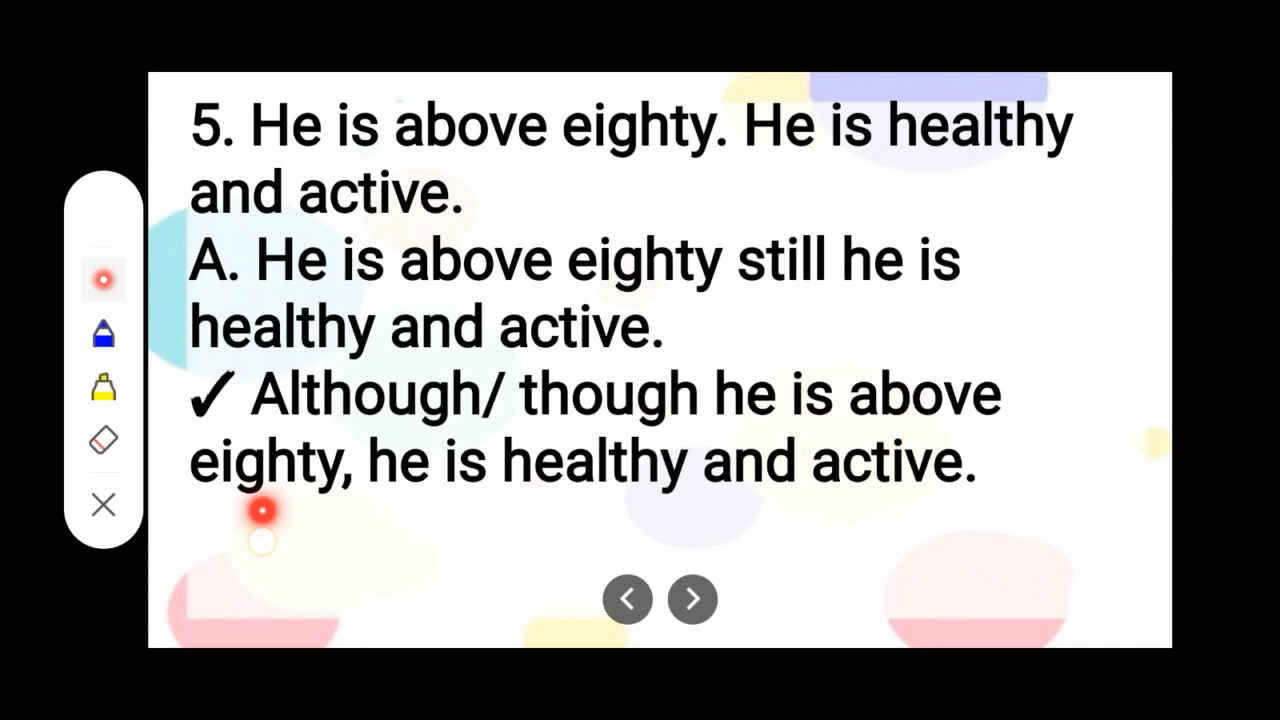 5. He is above eighty. He is healthy
and active.
A. He is above eighty still he is
healthy and active.
✓ Although/ though he is above
eighty, he is healthy and active.